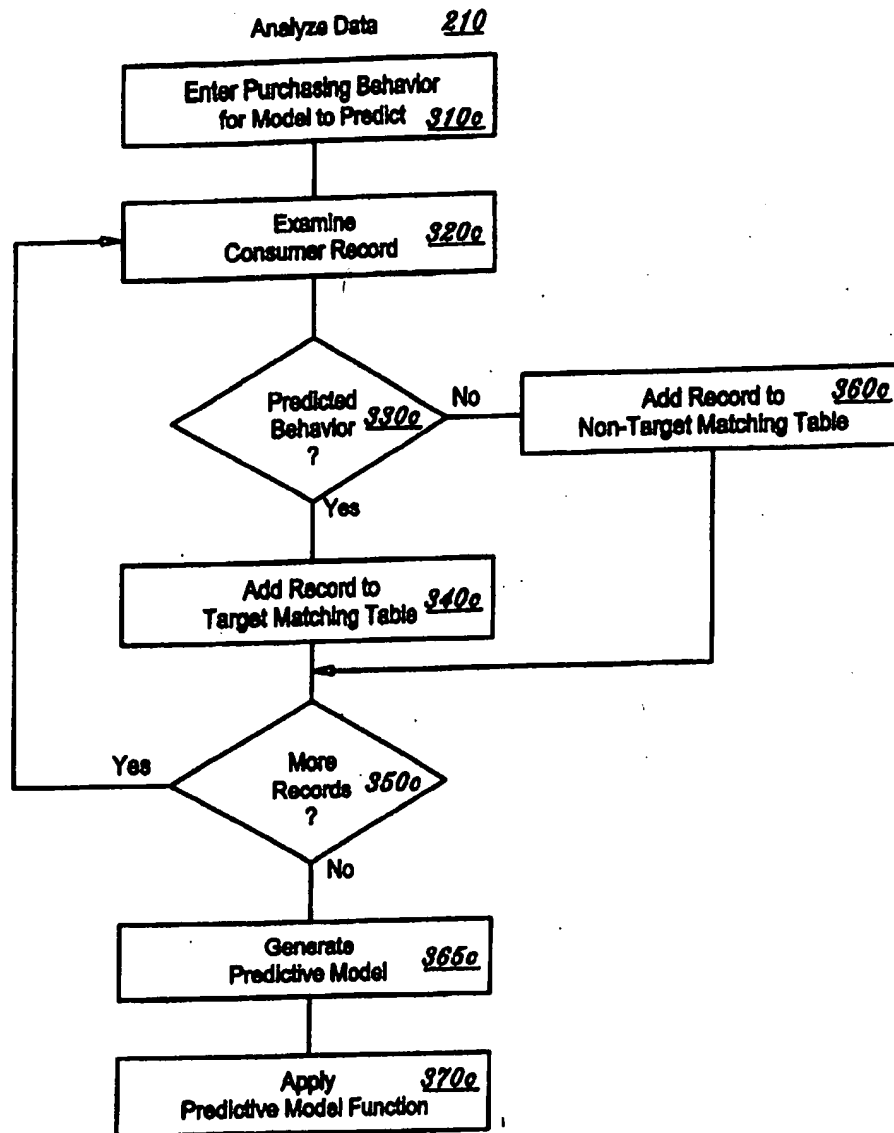 Analyze Data 210
Enter Purchasing Behavior
for Model to Predict 310c
Examine
Consumer Record 320c
Predicted
Behavior 330c
?
No
Add Record to 360c
Non-Target Matching Table
Yes
Add Record to
Target Matching Table 340c
Yes
More
Records 350c
?
No
Generate
Predictive Model 365c
Apply 370c
Predictive Model Function